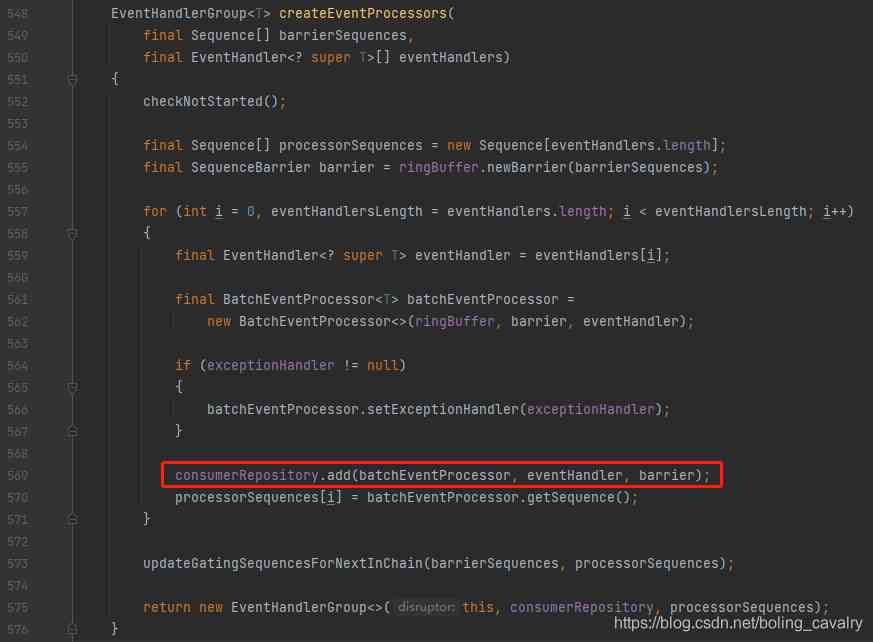 548 EventHandlerGroup<T> createEventProcessors(
549 final Sequence[] barrierSequences,
550 final EventHandler<? super T>[] eventHandlers)
551 {
552 checkNotStarted();
553
554 final Sequence[] processorSequences = new Sequence[eventHandlers.length];
555 final SequenceBarrier barrier = ringBuffer.newBarrier(barrierSequences);
556
557 for (int i = 0, eventHandlersLength = eventHandlers.length; i < eventHandlersLength; i++)
558 {
559 final EventHandler<? super T> eventHandler = eventHandlers[i];
560
561 final BatchEventProcessor<T> batchEventProcessor =
562 new BatchEventProcessor<>(ringBuffer, barrier, eventHandler);
563
564 if (exceptionHandler != null)
565 {
566 batchEventProcessor.setExceptionHandler(exceptionHandler);
567 }
568
569 consumerRepository.add(batchEventProcessor, eventHandler, barrier);
570 processorSequences[i] = batchEventProcessor.getSequence();
571 }
572
573 updateGatingSequencesForNextInChain(barrierSequences, processorSequences);
574
575 return new EventHandlerGroup<>( disruptor: this, consumerRepository, processorSequences);
576 }
https://blog.csdn.net/boling_cavalry